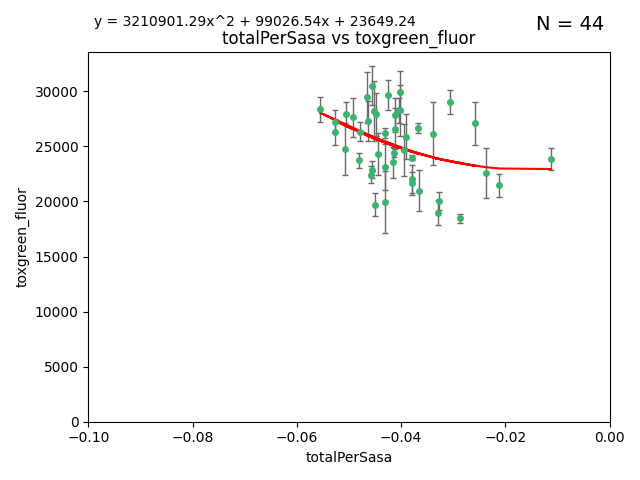 y = 3210901.29x^2 + 99026.54x + 23649.24
N = 44
totalPerSasa vs toxgreen_fluor
30000
25000
20000
15000
10000
5000
0
toxgreen_fluor
−0.10
−0.08
−0.06
−0.04
−0.02
0.00
totalPerSasa